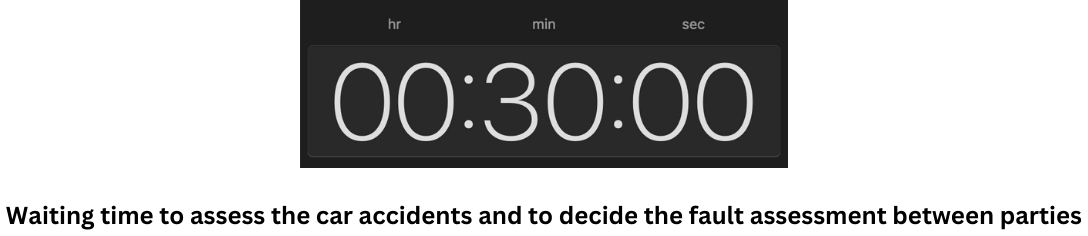 hr min sec
00:30:00
Waiting time to assess the car accidents and to decide the fault assessment between parties